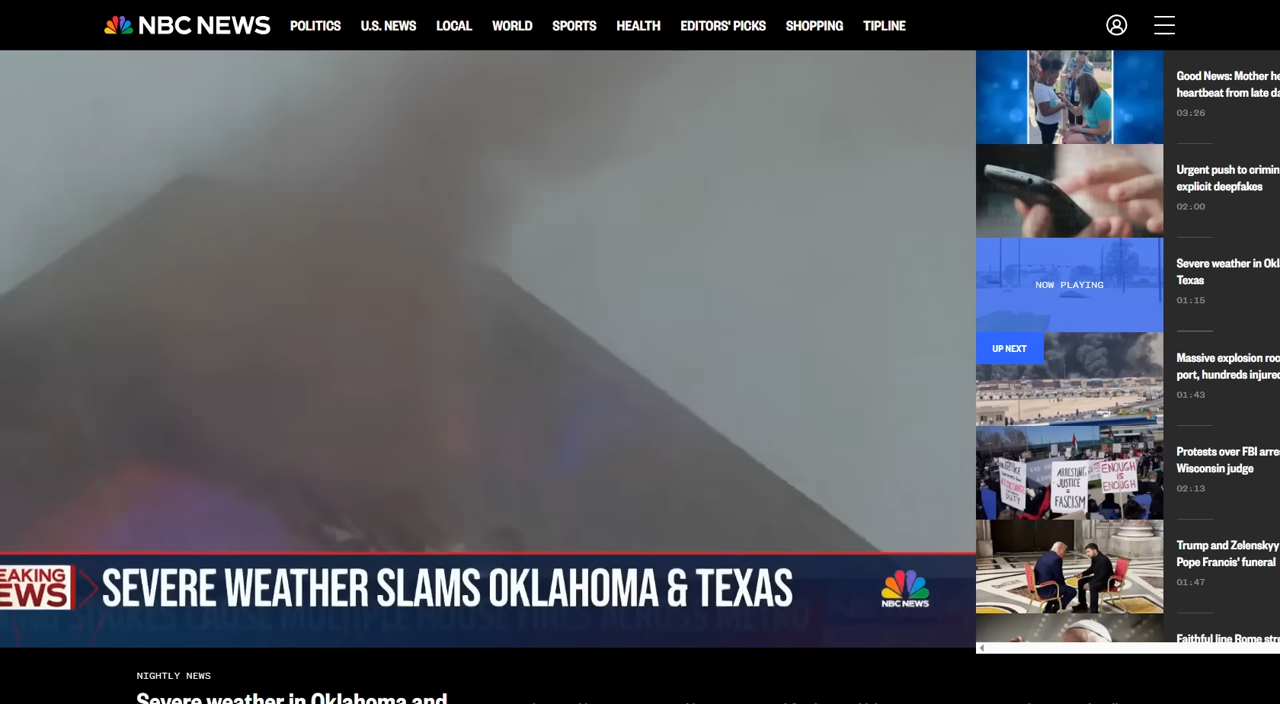 NBC NEWS
POLITICS
U.S. NEWS
LOCAL
WORLD
SPORTS
HEALTH
EDITORS' PICKS
SHOPPING
TIPLINE
EAKING
EWS
SEVERE WEATHER SLAMS OKLAHOMA & TEXAS
NBC NEWS
Good News: Mother he
heartbeat from late da
03:26
Urgent push to crimin
explicit deepfakes
02:00
NOW PLAYING
Severe weather in Okl
Texas
01:15
UP NEXT
Massive explosion roc
port, hundreds injured
01:43
ARRESTING
JUSTICE
=
FASCISM
ENOUGH
IS
ENOUGH
Protests over FBI arre
Wisconsin judge
02:13
Trump and Zelenskyy
Pope Francis' funeral
01:47
Faithful line Rome stre
NIGHTLY NEWS
Severe weather in Oklahoma and